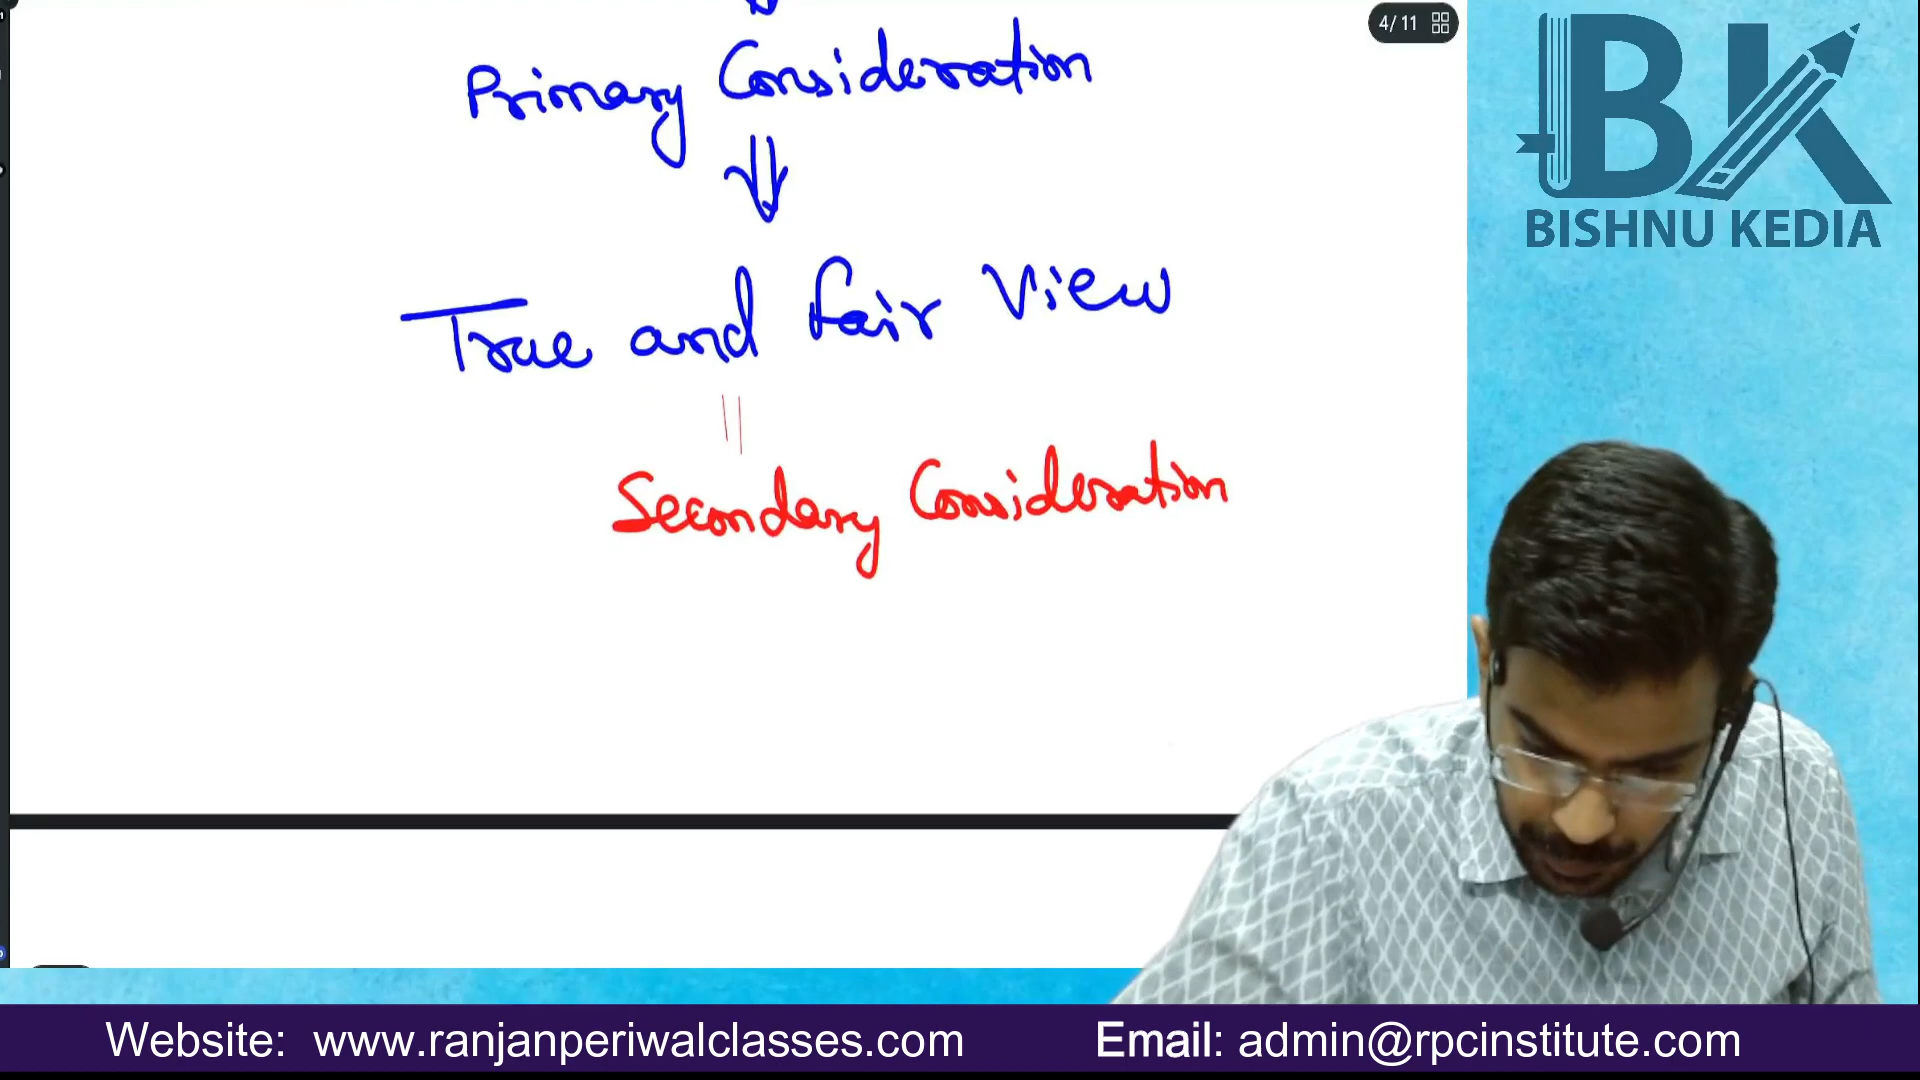 4/11
BK
BISHNU KEDIA
Primary Consideration
True and fair view
Secondary Consideration
Website: www.ranjanperiwalclasses.com
Email: admin@rpcinstitute.com